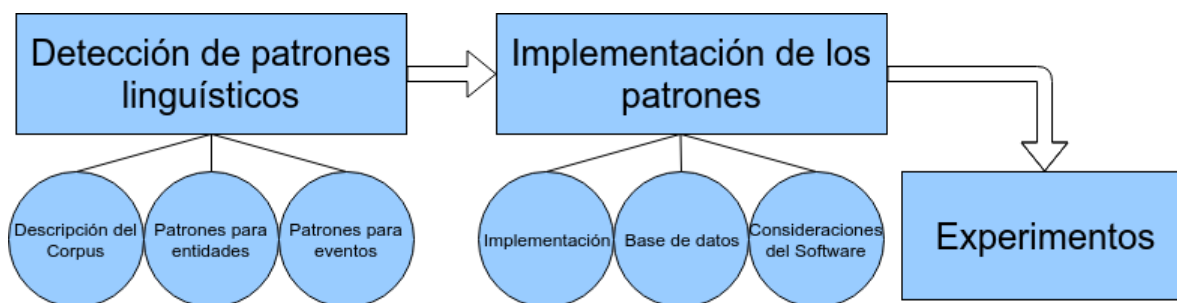 Detección de patrones
linguísticos
Implementación de los
patrones
Descripción del
Corpus
Patrones para
entidades
Patrones para
eventos
Implementación
Base de datos
Consideraciones
del Software
Experimentos